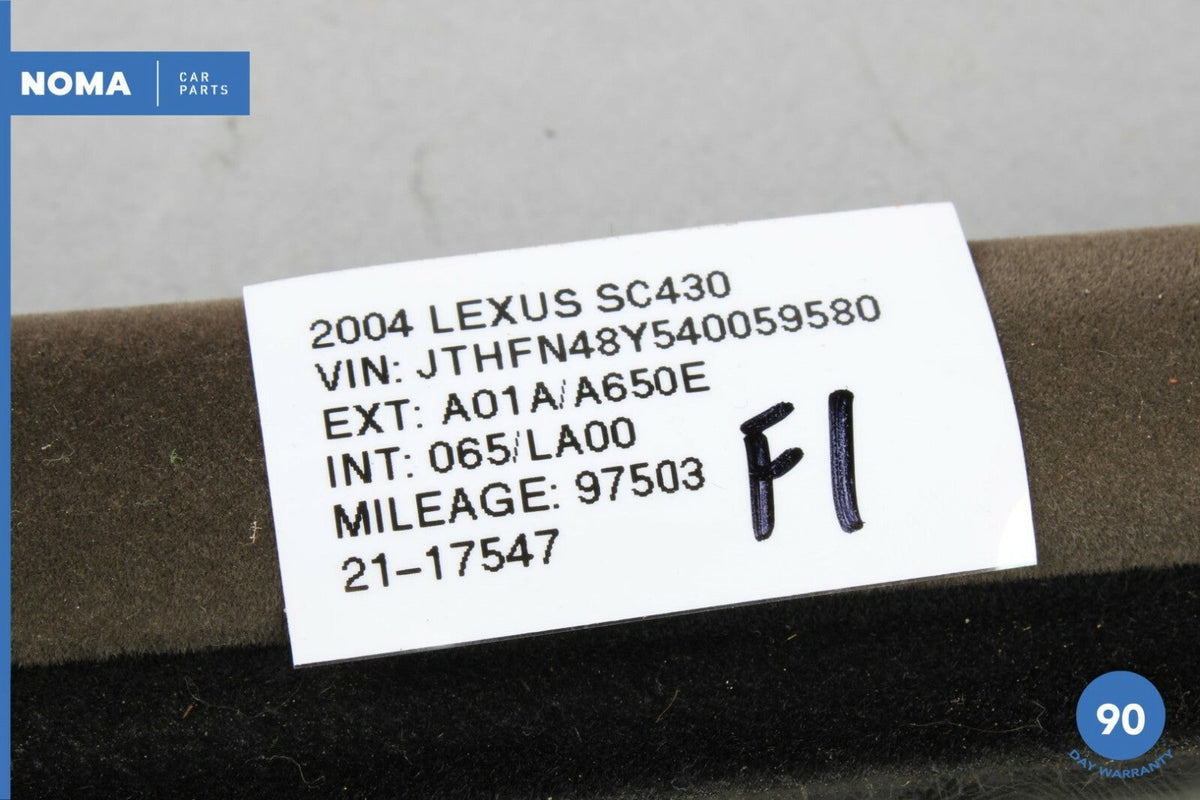 NOMA
CAR
PARTS
2004 LEXUS SC430
VIN: JTHFN48Y540059580
EXT: A01A/A650E
INT: 065/LA00
MILEAGE: 97503
21-17547
F1
90
DAY WARRANTY